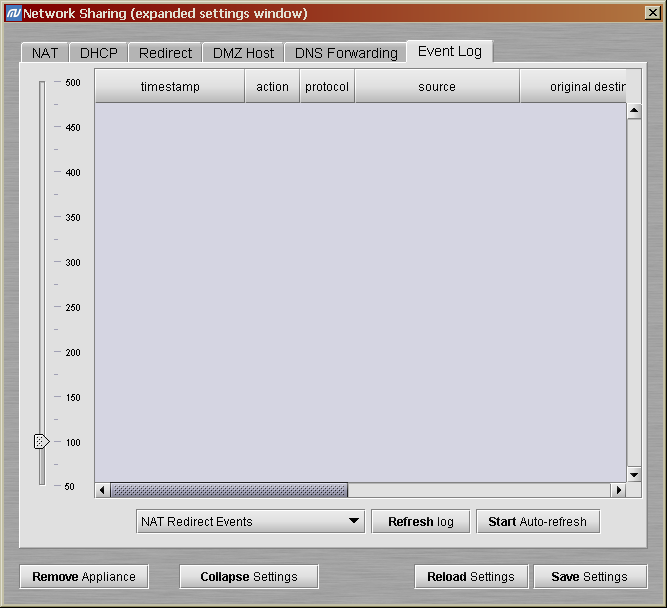 Network Sharing (expanded settings window)
NAT DHCP Redirect DMZ Host DNS Forwarding Event Log
timestamp action protocol source original destin
500
450
400
350
300
250
200
150
100
50
NAT Redirect Events Refresh log Start Auto-refresh
Remove Appliance Collapse Settings Reload Settings Save Settings